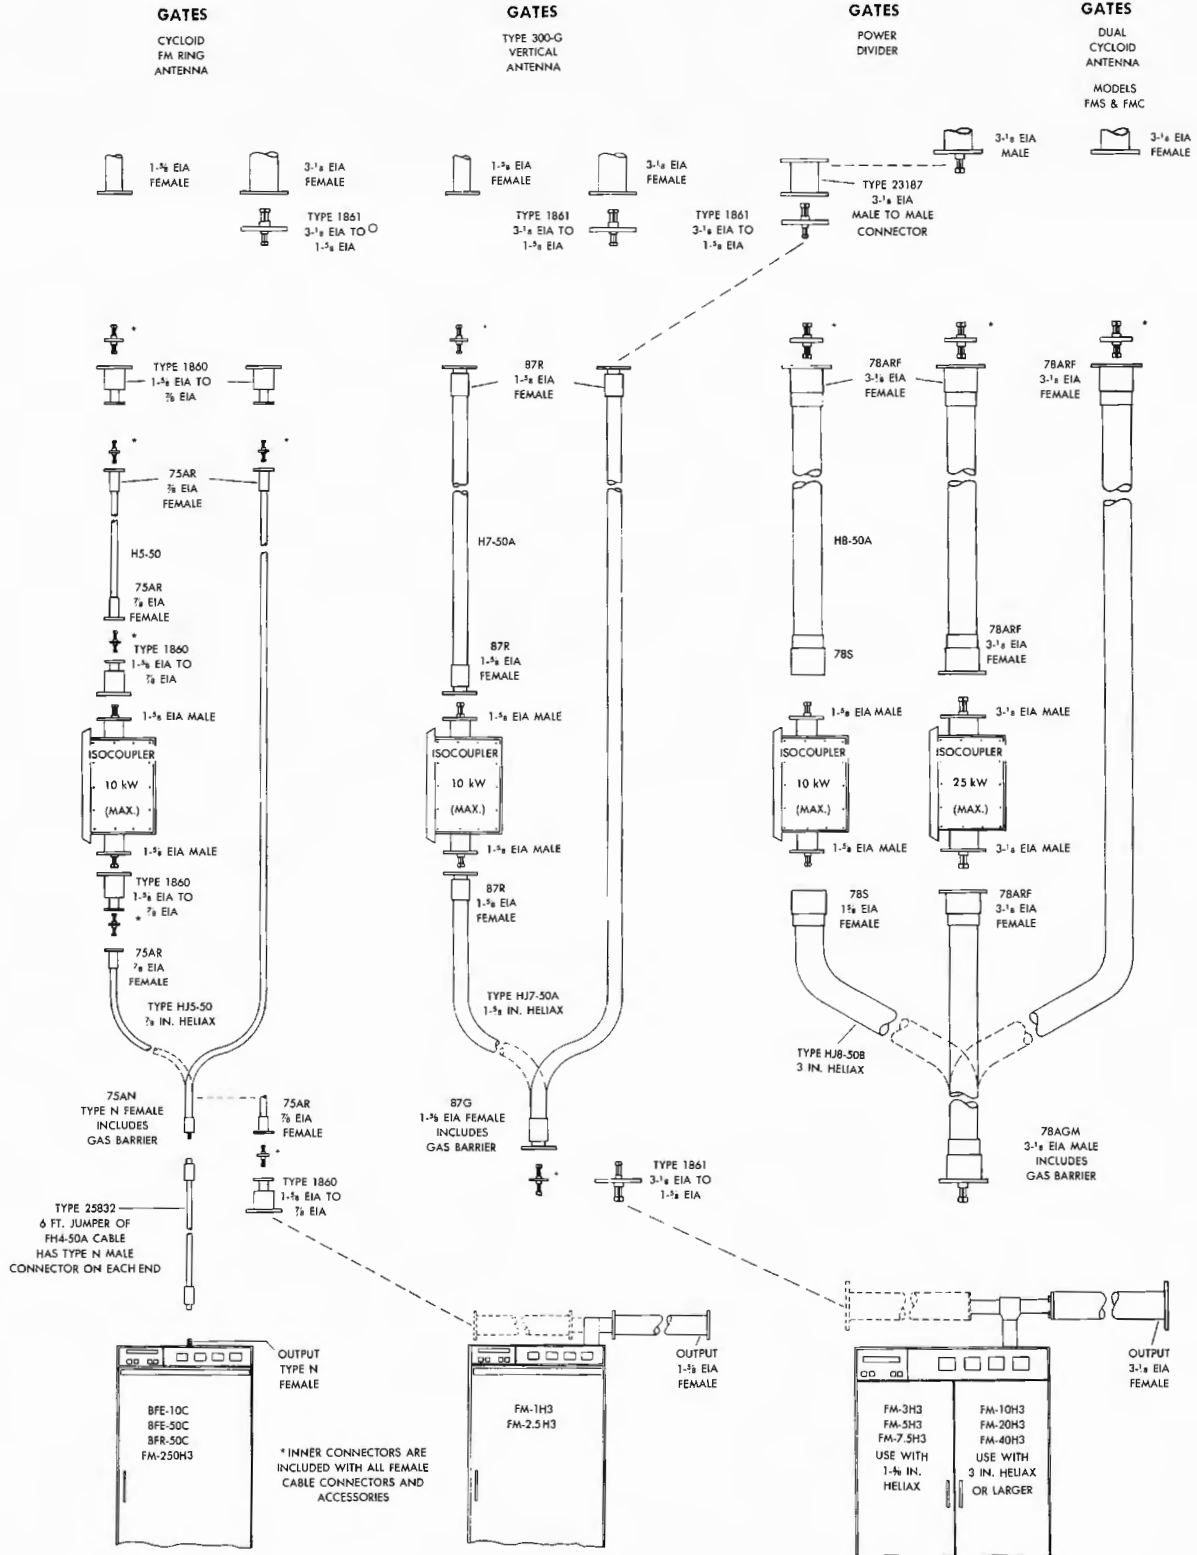 GATES
CYCLOID
FM RING
ANTENNA
GATES
TYPE 300-G
VERTICAL
ANTENNA
GATES
POWER
DIVIDER
GATES
DUAL
CYCLOID
ANTENNA
MODELS
FMS & FMC
1-5/8 EIA
FEMALE
3-1/8 EIA
FEMALE
1-5/8 EIA
FEMALE
3-1/8 EIA
FEMALE
3-1/8 EIA
MALE
3-1/8 EIA
FEMALE
TYPE 1861
3-1/8 EIA TO
1-5/8 EIA
TYPE 1861
3-1/8 EIA TO
1-5/8 EIA
TYPE 1861
3-1/8 EIA TO
1-5/8 EIA
TYPE 23187
3-1/8 EIA
MALE TO MALE
CONNECTOR
*
*
*
*
TYPE 1860
1-5/8 EIA TO
7/8 EIA
87R
1-5/8 EIA
FEMALE
78ARF
3-1/8 EIA
FEMALE
78ARF
3-1/8 EIA
FEMALE
*
*
75AR
7/8 EIA
FEMALE
H5-50
H7-50A
H8-50A
75AR
7/8 EIA
FEMALE
*
TYPE 1860
1-5/8 EIA TO
7/8 EIA
87R
1-5/8 EIA
FEMALE
78S
78ARF
3-1/8 EIA
FEMALE
1-5/8 EIA MALE
1-5/8 EIA MALE
1-5/8 EIA MALE
3-1/8 EIA MALE
ISOCOUPLER
10 kW
(MAX.)
ISOCOUPLER
10 kW
(MAX.)
ISOCOUPLER
10 kW
(MAX.)
ISOCOUPLER
25 kW
(MAX.)
1-5/8 EIA MALE
1-5/8 EIA MALE
1-5/8 EIA MALE
3-1/8 EIA MALE
TYPE 1860
1-5/8 EIA TO
7/8 EIA
*
87R
1-5/8 EIA
FEMALE
78S
1 5/8 EIA
FEMALE
78ARF
3-1/8 EIA
FEMALE
75AR
7/8 EIA
FEMALE
TYPE HJ5-50
7/8 IN. HELIAX
TYPE HJ7-50A
1-5/8 IN. HELIAX
TYPE HJ8-50B
3 IN. HELIAX
75AN
TYPE N FEMALE
INCLUDES
GAS BARRIER
75AR
7/8 EIA
FEMALE
*
87G
1-5/8 EIA FEMALE
INCLUDES
GAS BARRIER
*
78AGM
3-1/8 EIA MALE
INCLUDES
GAS BARRIER
TYPE 1860
1-5/8 EIA TO
7/8 EIA
TYPE 1861
3-1/8 EIA TO
1-5/8 EIA
TYPE 25832
6 FT. JUMPER OF
FH4-50A CABLE
HAS TYPE N MALE
CONNECTOR ON EACH END
OUTPUT
TYPE N
FEMALE
OUTPUT
1-5/8 EIA
FEMALE
OUTPUT
3-1/8 EIA
FEMALE
BFE-10C
BFE-50C
BFR-50C
FM-250H3
*INNER CONNECTORS ARE
INCLUDED WITH ALL FEMALE
CABLE CONNECTORS AND
ACCESSORIES
FM-1H3
FM-2.5H3
FM-3H3
FM-5H3
FM-7.5H3
USE WITH
1-5/8 IN.
HELIAX
FM-10H3
FM-20H3
FM-40H3
USE WITH
3 IN. HELIAX
OR LARGER